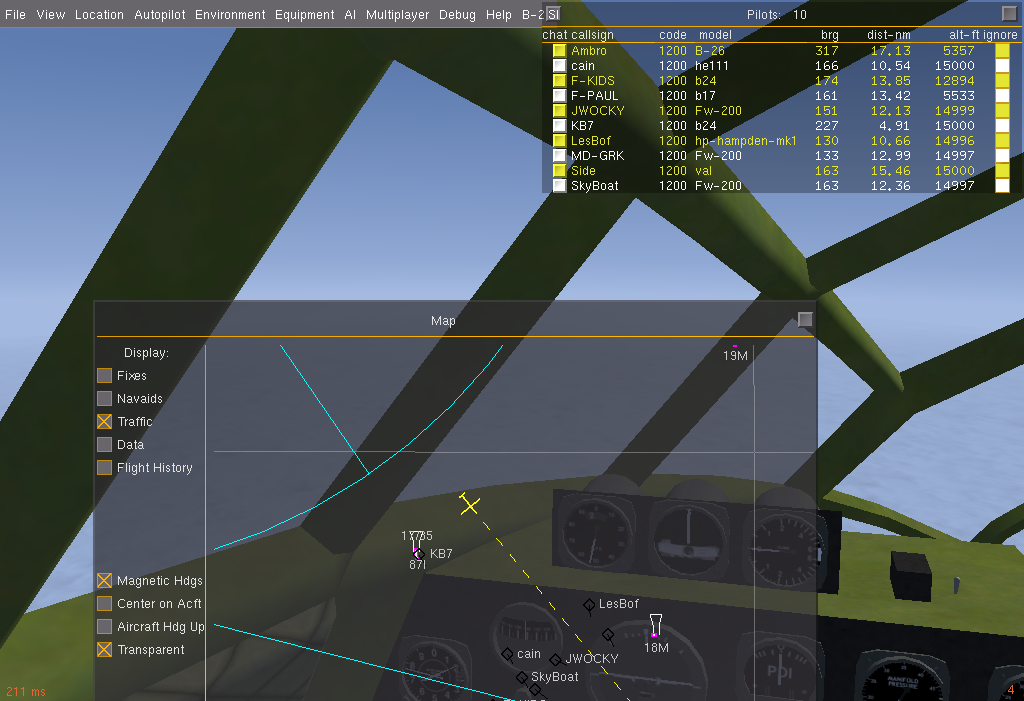 File View Location Autopilot Environment Equipment AI Multiplayer Debug Help B-2
SI Pilots: 10
chat callsign code model brg dist-nm alt-ft ignore
Ambro 1200 B-26 317 17.13 5357
cain 1200 he111 166 10.54 15000
F-KIDS 1200 b24 174 13.85 12894
F-PAUL 1200 b17 161 13.42 5533
JWOCKY 1200 Fw-200 151 12.13 14999
KB7 1200 b24 227 4.91 15000
LesBof 1200 hp-hampden-mk1 130 10.66 14996
MD-GRK 1200 Fw-200 133 12.99 14997
Side 1200 val 163 15.46 15000
SkyBoat 1200 Fw-200 163 12.36 14997
Map
Display:
Fixes
Navaids
Traffic
Data
Flight History
Magnetic Hdgs
Center on Acft
Aircraft Hdg Up
Transparent
19M
KB7
87I
LesBof
18M
cain
JWOCKY
SkyBoat
PDI
MANIFOLD
PRESSURE
211 ms
4